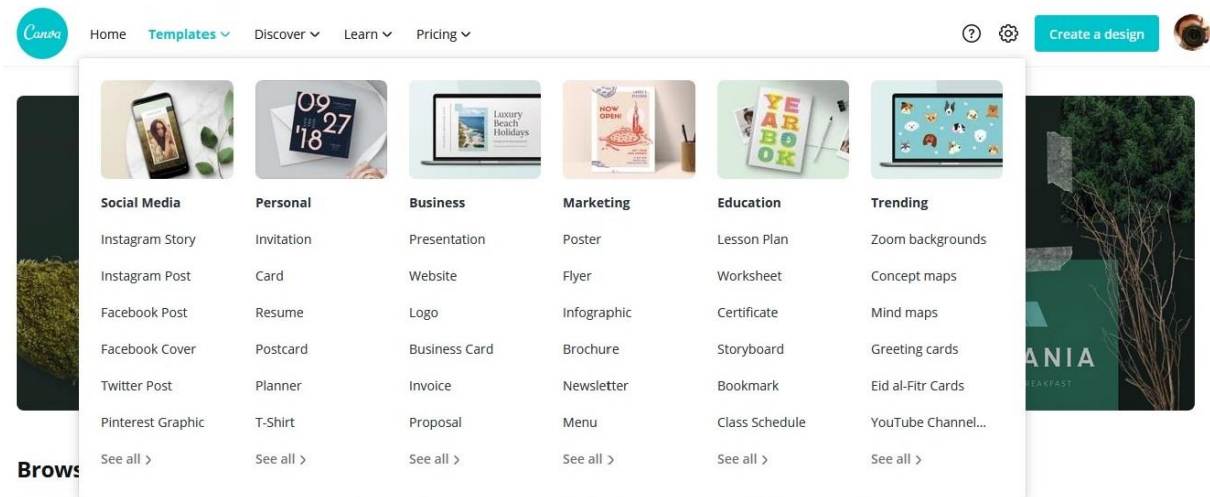 Canva
Home Templates Discover Learn Pricing
Create a design
09
27
'18
Luxury
Beach
Holidays
NOW
OPEN!
YE
AR
BO
OK
Social Media Personal Business Marketing Education Trending
Instagram Story Invitation Presentation Poster Lesson Plan Zoom backgrounds
Instagram Post Card Website Flyer Worksheet Concept maps
Facebook Post Resume Logo Infographic Certificate Mind maps
Facebook Cover Postcard Business Card Brochure Storyboard Greeting cards
Twitter Post Planner Invoice Newsletter Bookmark Eid al-Fitr Cards
Pinterest Graphic T-Shirt Proposal Menu Class Schedule YouTube Channel...
See all > See all > See all > See all > See all > See all >
ANIA
REAKFAST
Brows